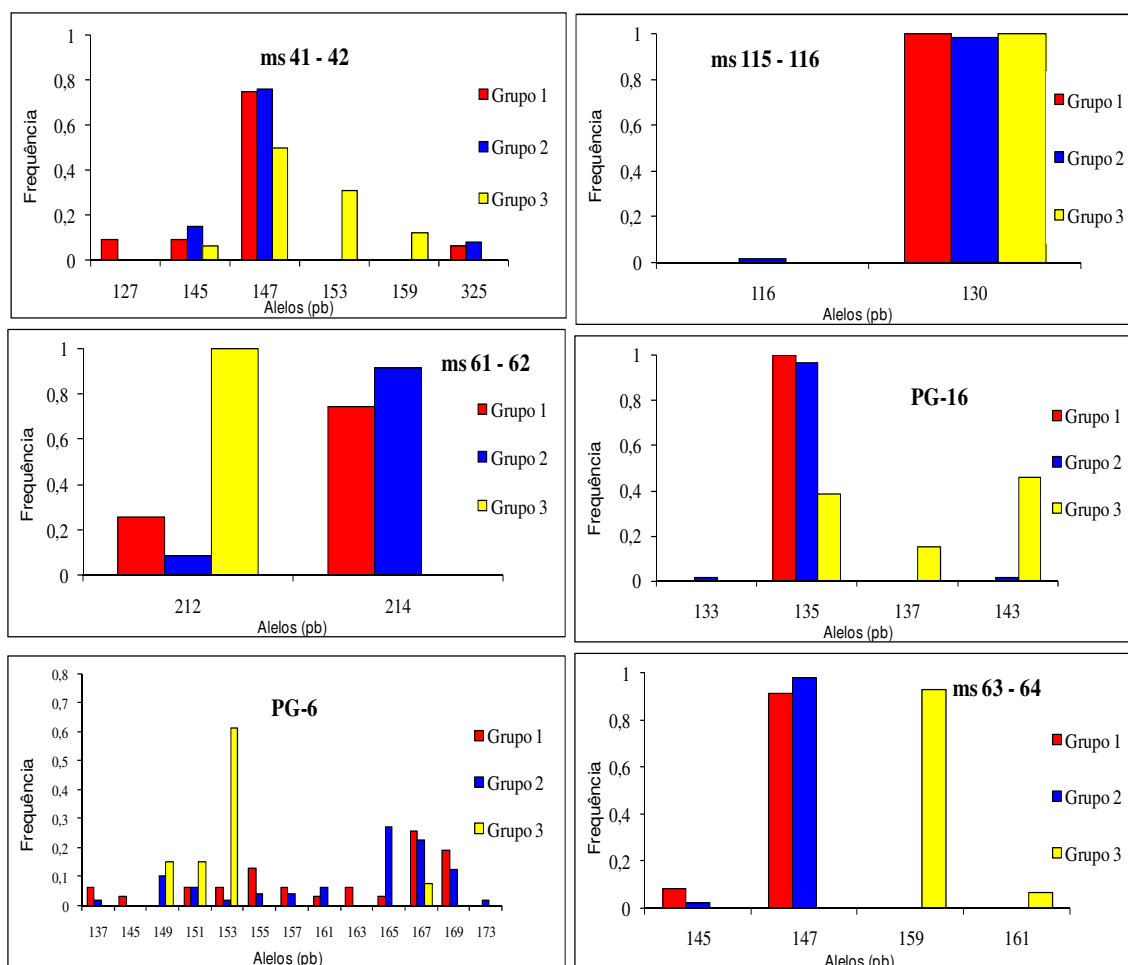 ms 41 - 42
Frequência
1
0,8
0,6
0,4
0,2
0
127 145 147 153 159 325
Alelos (pb)
Grupo 1
Grupo 2
Grupo 3
ms 115 - 116
Frequência
1
0,8
0,6
0,4
0,2
0
116 130
Alelos (pb)
Grupo 1
Grupo 2
Grupo 3
ms 61 - 62
Frequência
1
0,8
0,6
0,4
0,2
0
212 214
Alelos (pb)
Grupo 1
Grupo 2
Grupo 3
PG-16
Frequência
1
0,8
0,6
0,4
0,2
0
133 135 137 143
Alelos (pb)
Grupo 1
Grupo 2
Grupo 3
PG-6
Frequência
0,8
0,7
0,6
0,5
0,4
0,3
0,2
0,1
0
137 145 149 151 153 155 157 161 163 165 167 169 173
Alelos (pb)
Grupo 1
Grupo 2
Grupo 3
ms 63 - 64
Frequência
1
0,8
0,6
0,4
0,2
0
145 147 159 161
Alelos (pb)
Grupo 1
Grupo 2
Grupo 3